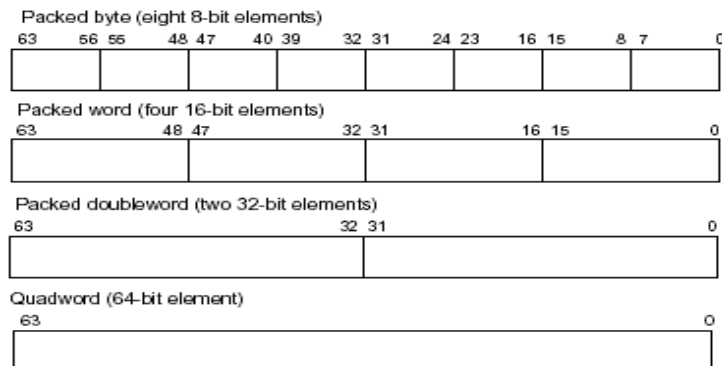 Packed byte (eight 8-bit elements)
63 56 55 48 47 40 39 32 31 24 23 16 15 8 7 0
Packed word (four 16-bit elements)
63 48 47 32 31 16 15 0
Packed doubleword (two 32-bit elements)
63 32 31 0
Quadword (64-bit element)
63 0